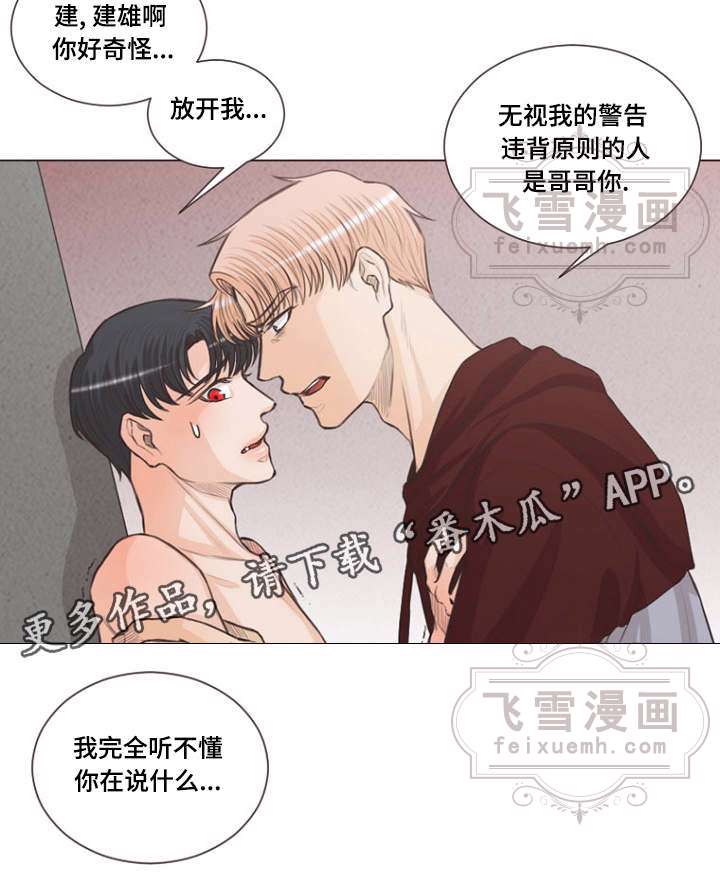 建, 建雄啊
你好奇怪...
放开我...
无视我的警告
违背原则的人
是哥哥你.
飞雪漫画
feixuemh.com
更多作品，请下载“番木瓜”APP。
我完全听不懂
你在说什么...
飞雪漫画
feixuemh.com